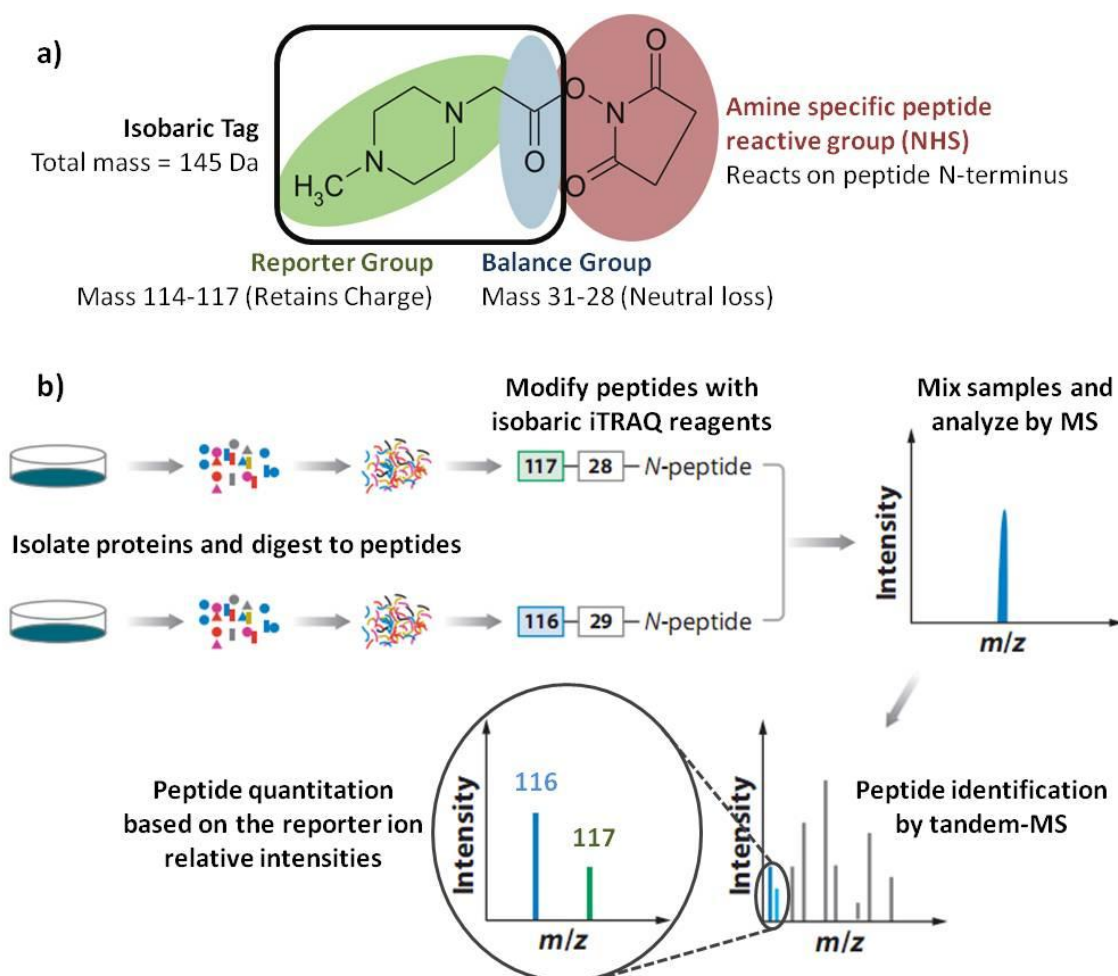 a)
Isobaric Tag
Total mass = 145 Da
H₃C
N
N
O
O
N
O
O
Amine specific peptide
reactive group (NHS)
Reacts on peptide N-terminus
Reporter Group
Mass 114-117 (Retains Charge)
Balance Group
Mass 31-28 (Neutral loss)
b)
Modify peptides with
isobaric iTRAQ reagents
Mix samples and
analyze by MS
117 28 N-peptide
Isolate proteins and digest to peptides
116 29 N-peptide
Intensity
m/z
Peptide quantitation
based on the reporter ion
relative intensities
Intensity
116
117
m/z
Intensity
m/z
Peptide identification
by tandem-MS